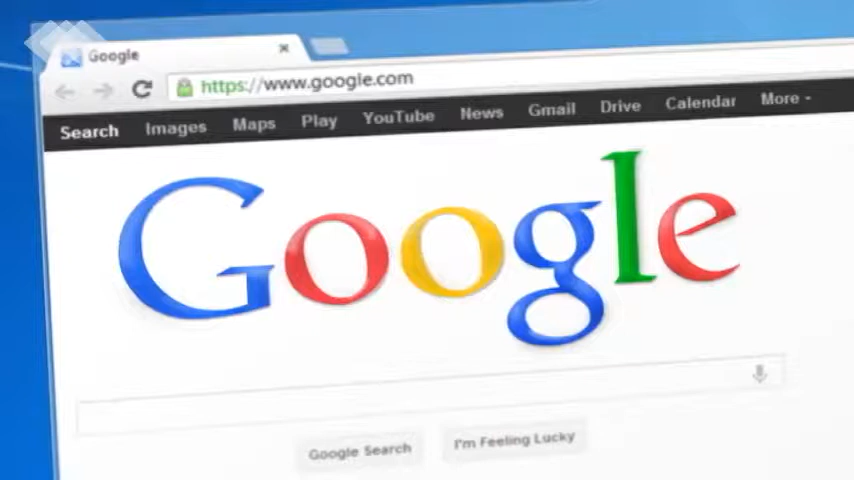 Google
https://www.google.com
Search Images Maps Play YouTube News Gmail Drive Calendar More
Google
Google Search I'm Feeling Lucky